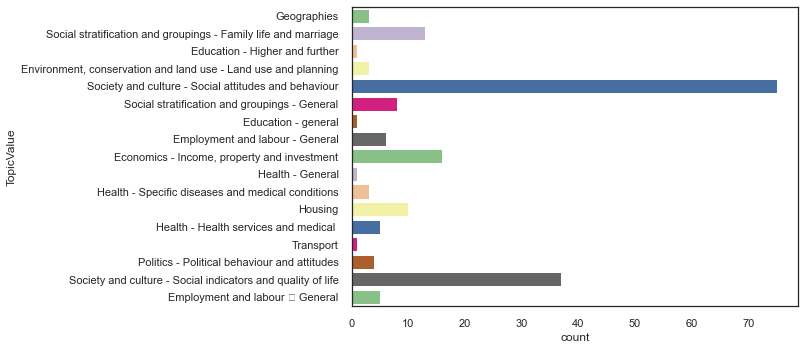 Geographies
Social stratification and groupings - Family life and marriage
Education - Higher and further
Environment, conservation and land use - Land use and planning
Society and culture - Social attitudes and behaviour
Social stratification and groupings - General
Education - general
Employment and labour - General
Economics - Income, property and investment
Health - General
Health - Specific diseases and medical conditions
Housing
Health - Health services and medical
Transport
Politics - Political behaviour and attitudes
Society and culture - Social indicators and quality of life
Employment and labour ▯ General
TopicValue
0 10 20 30 40 50 60 70
count